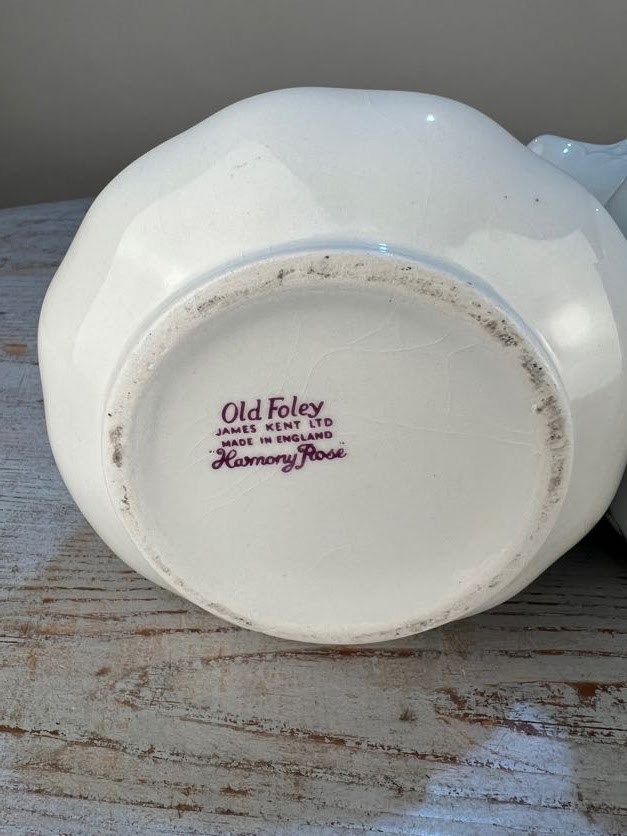 Old Foley
JAMES KENT LTD
MADE IN ENGLAND
"Harmony Rose"